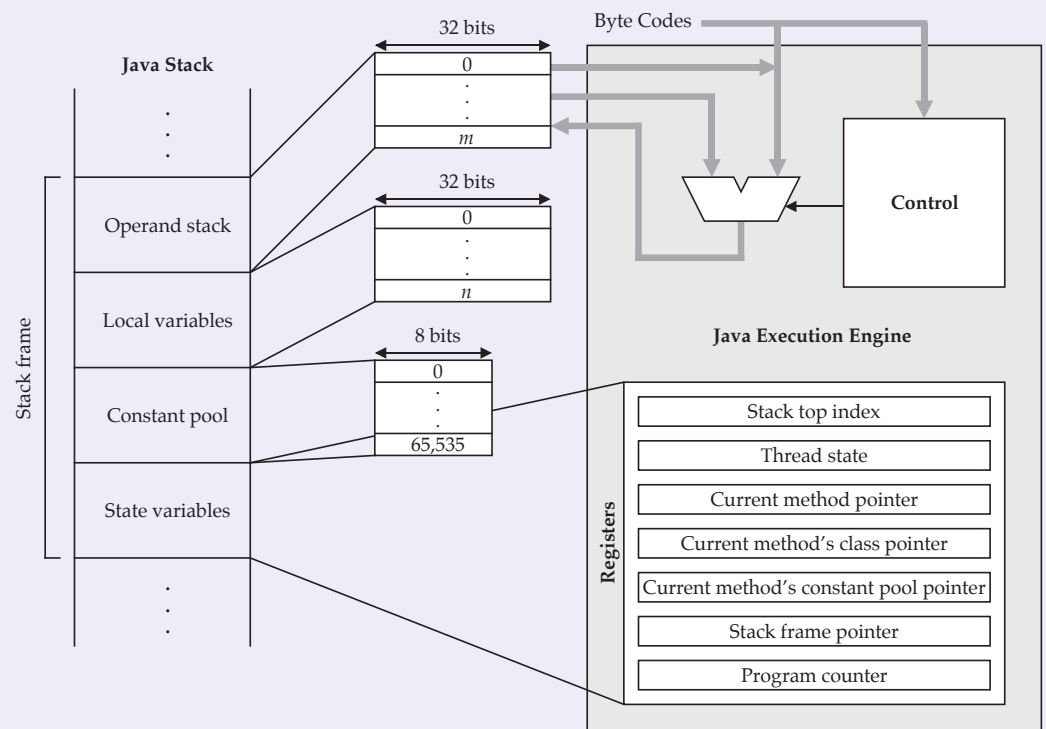 Java Stack
.
.
.
Stack frame
Operand stack
Local variables
Constant pool
State variables
.
.
.
32 bits
0
.
.
.
m
32 bits
0
.
.
.
n
8 bits
0
.
.
.
65,535
Byte Codes
Control
Java Execution Engine
Registers
Stack top index
Thread state
Current method pointer
Current method's class pointer
Current method's constant pool pointer
Stack frame pointer
Program counter